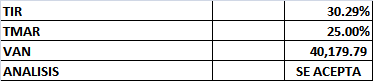 TIR 30.29%
TMAR 25.00%
VAN 40,179.79
ANALISIS SE ACEPTA